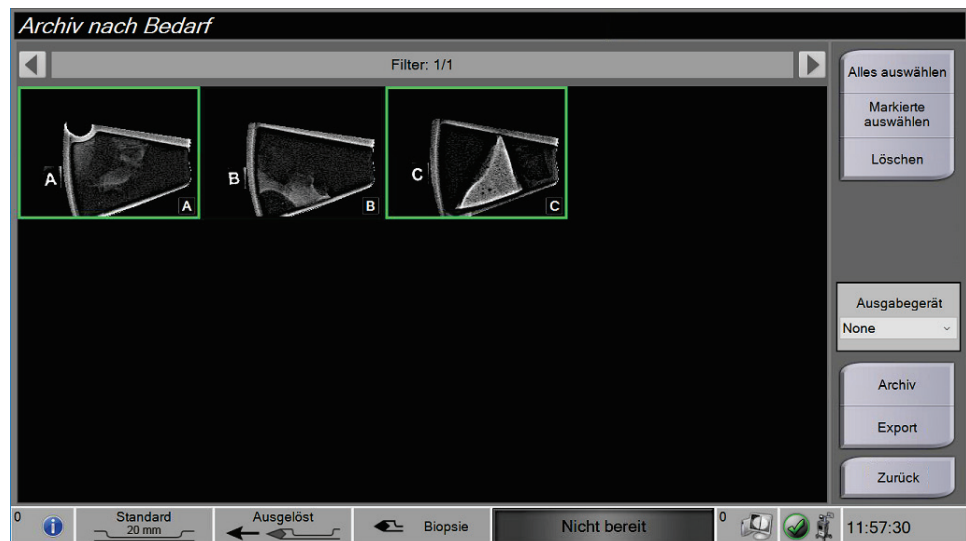 Archiv nach Bedarf
Filter: 1/1
Alles auswählen
Markierte
auswählen
Löschen
A
A
B
B
C
C
Ausgabegerät
None
Archiv
Export
Zurück
0
Standard
20 mm
Ausgelöst
Biopsie
Nicht bereit
0
11:57:30